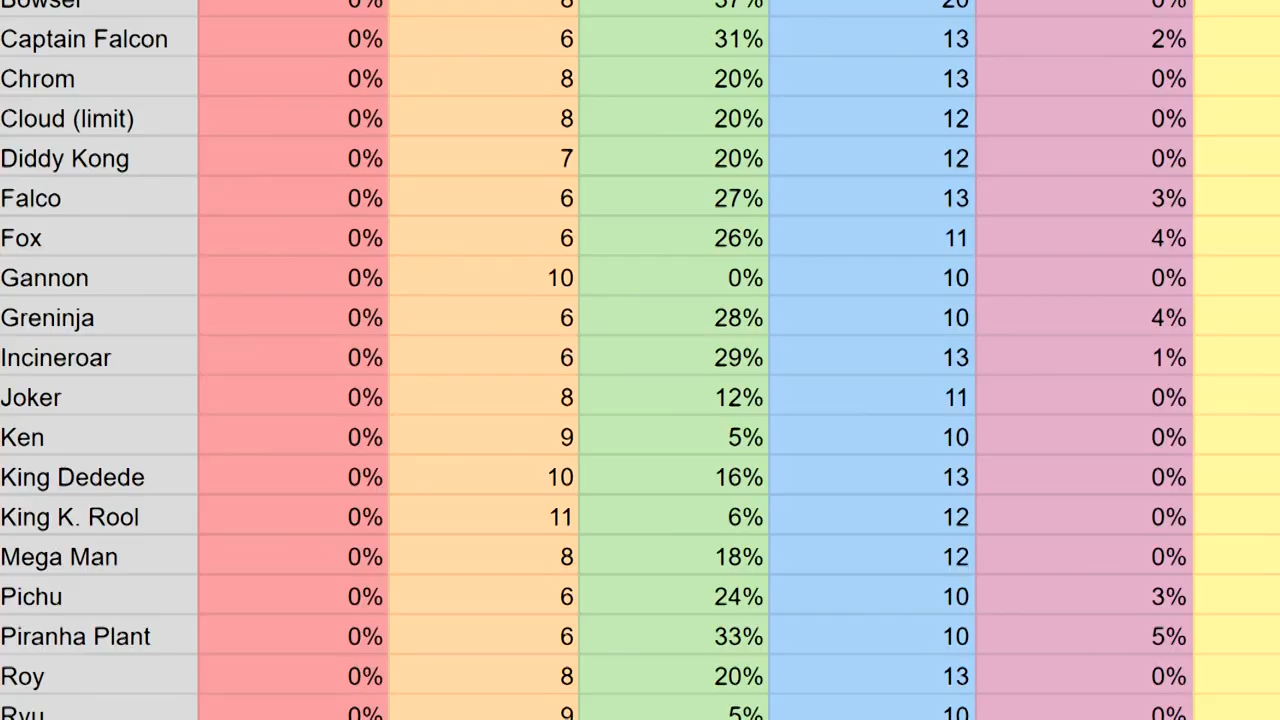 Bowser 0% 8 37% 20 0%
Captain Falcon 0% 6 31% 13 2%
Chrom 0% 8 20% 13 0%
Cloud (limit) 0% 8 20% 12 0%
Diddy Kong 0% 7 20% 12 0%
Falco 0% 6 27% 13 3%
Fox 0% 6 26% 11 4%
Gannon 0% 10 0% 10 0%
Greninja 0% 6 28% 10 4%
Incineroar 0% 6 29% 13 1%
Joker 0% 8 12% 11 0%
Ken 0% 9 5% 10 0%
King Dedede 0% 10 16% 13 0%
King K. Rool 0% 11 6% 12 0%
Mega Man 0% 8 18% 12 0%
Pichu 0% 6 24% 10 3%
Piranha Plant 0% 6 33% 10 5%
Roy 0% 8 20% 13 0%
Ryu 0% 9 5% 10 0%